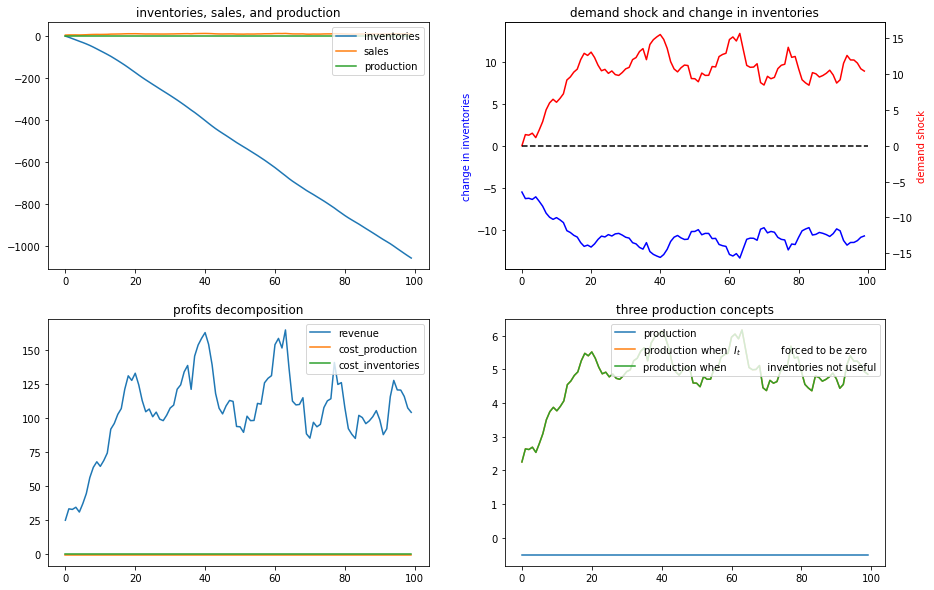 inventories, sales, and production
0
−200
−400
−600
−800
−1000
0 20 40 60 80 100
inventories
sales
production
demand shock and change in inventories
change in inventories
10
5
0
−5
−10
0 20 40 60 80 100
15
10
5
0
−5
−10
−15
demand shock
profits decomposition
150
125
100
75
50
25
0
0 20 40 60 80 100
revenue
cost_production
cost_inventories
three production concepts
6
5
4
3
2
1
0
0 20 40 60 80 100
production
production when Iₜ forced to be zero
production when inventories not useful